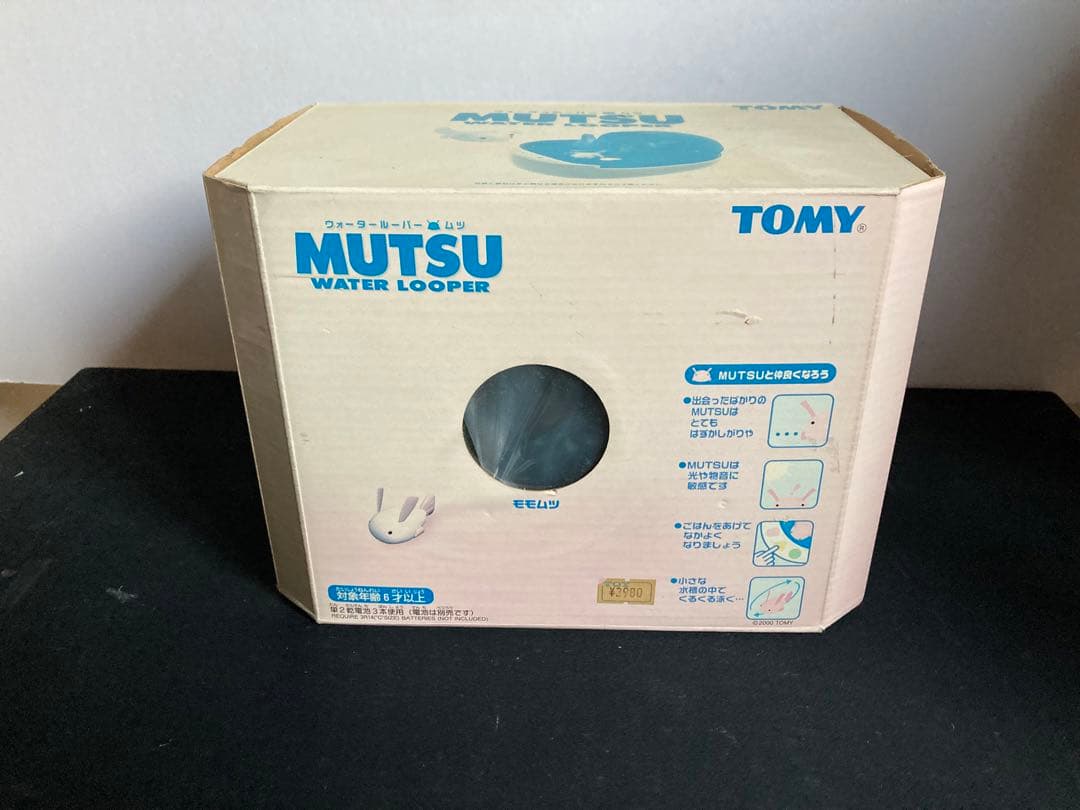 TOMY
MUTSU
WATER LOOPER
ウォータールーパー ムツ
MUTSU
WATER LOOPER
TOMY®
MUTSUと仲良くなろう
●出会ったばかりの
MUTSUは
とても
はずかしがりや
●MUTSUは
光や物音に
敏感です
●ごはんをあげて
なかよく
なりましょう
●小さな
水槽の中で
くるくる泳ぐ…
モモムツ
対象年齢6才以上
単2乾電池3本使用(電池は別売です)
REQUIRE 3R14("C"SIZE) BATTERIES (NOT INCLUDED)
¥3980
©2000 TOMY